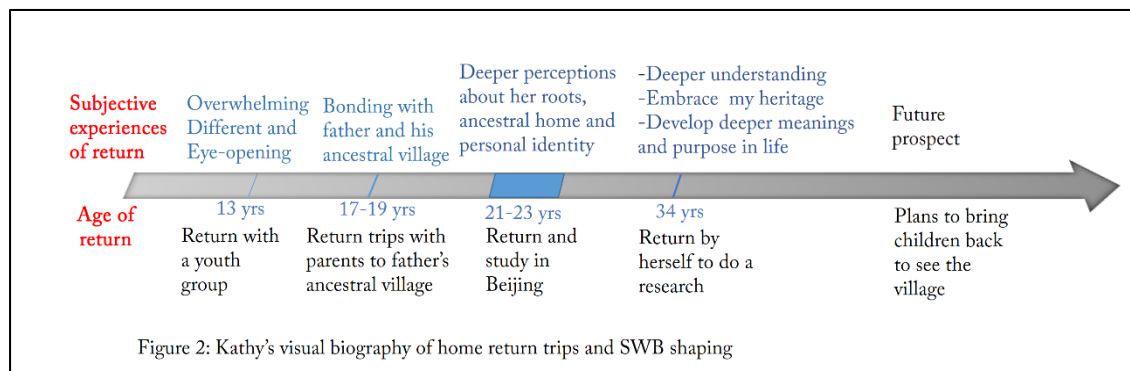 Subjective
experiences
of return
Overwhelming
Different and
Eye-opening
Bonding with
father and his
ancestral village
Deeper perceptions
about her roots,
ancestral home and
personal identity
-Deeper understanding
-Embrace my heritage
-Develop deeper meanings
and purpose in life
Future
prospect
Age of
return
13 yrs
Return with
a youth
group
17-19 yrs
Return trips with
parents to father's
ancestral village
21-23 yrs
Return and
study in
Beijing
34 yrs
Return by
herself to do a
research
Plans to bring
children back
to see the
village
Figure 2: Kathy's visual biography of home return trips and SWB shaping